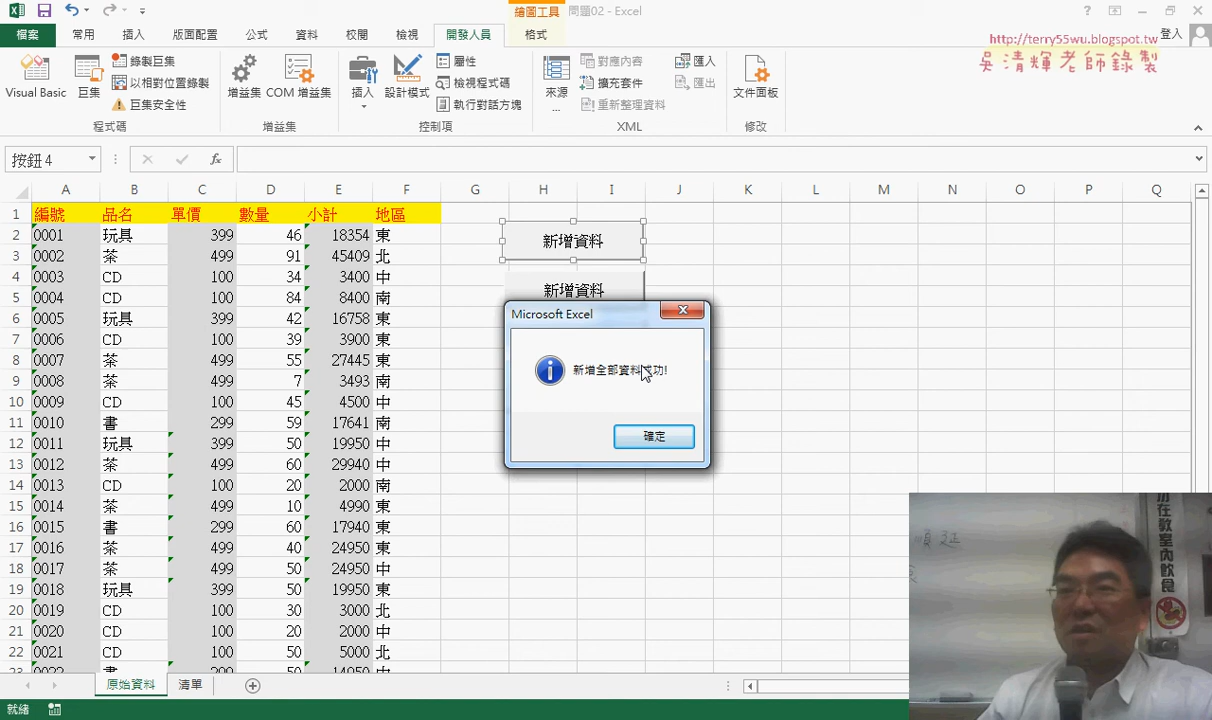 繪圖工具 問題02 - Excel
檔案 常用 插入 版面配置 公式 資料 校閱 檢視 開發人員 格式 登入
http://terry55wu.blogspot.tw
吳清輝老師錄製
Visual Basic 巨集 錄製巨集 以相對位置錄製 巨集安全性 增益集 COM 增益集 插入 設計模式 屬性 檢視程式碼 執行對話方塊 來源 ... 對應內容 擴充套件 重新整理資料 匯入 匯出 文件面板
程式碼 增益集 控制項 XML 修改
按鈕 4 fx
A B C D E F G H I J K L M N O P Q
1 編號 品名 單價 數量 小計 地區
2 0001 玩具 399 46 18354 東
3 0002 茶 499 91 45409 北
4 0003 CD 100 34 3400 中
5 0004 CD 100 84 8400 南
6 0005 玩具 399 42 16758 東
7 0006 CD 100 39 3900 東
8 0007 茶 499 55 27445 東
9 0008 茶 499 7 3493 南
10 0009 CD 100 45 4500 中
11 0010 書 299 59 17641 南
12 0011 玩具 399 50 19950 中
13 0012 茶 499 60 29940 中
14 0013 CD 100 20 2000 南
15 0014 茶 499 10 4990 東
16 0015 書 299 60 17940 東
17 0016 茶 499 40 24950 東
18 0017 茶 499 50 24950 中
19 0018 玩具 399 50 19950 東
20 0019 CD 100 30 3000 北
21 0020 CD 100 20 2000 中
22 0021 CD 100 50 5000 北
0022 書 299 50 14950 中
新增資料
新增資料
Microsoft Excel
新增全部資料成功!
確定
在教室內飲食
原始資料 清單
就緒